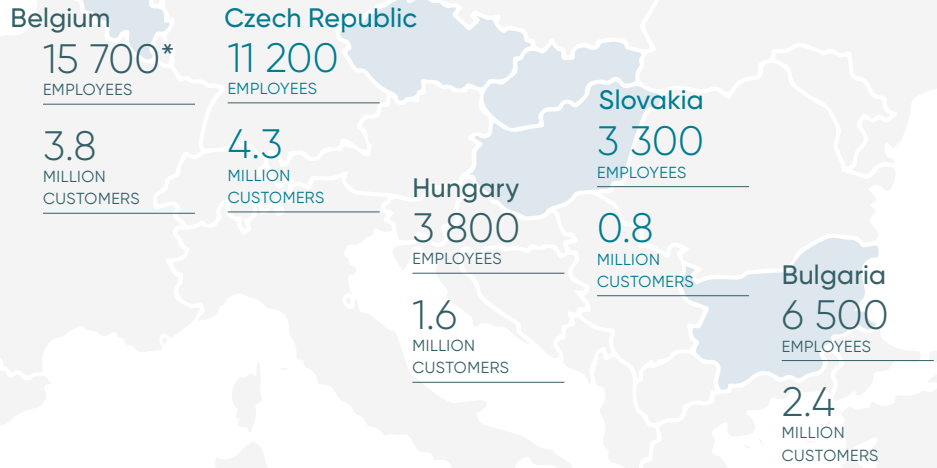 Belgium
15 700*
EMPLOYEES
3.8
MILLION
CUSTOMERS
Czech Republic
11 200
EMPLOYEES
4.3
MILLION
CUSTOMERS
Hungary
3 800
EMPLOYEES
1.6
MILLION
CUSTOMERS
Slovakia
3 300
EMPLOYEES
0.8
MILLION
CUSTOMERS
Bulgaria
6 500
EMPLOYEES
2.4
MILLION
CUSTOMERS